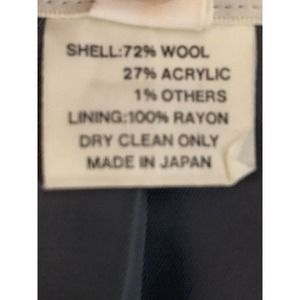 SHELL:72% WOOL
27% ACRYLIC
1% OTHERS
LINING:100% RAYON
DRY CLEAN ONLY
MADE IN JAPAN